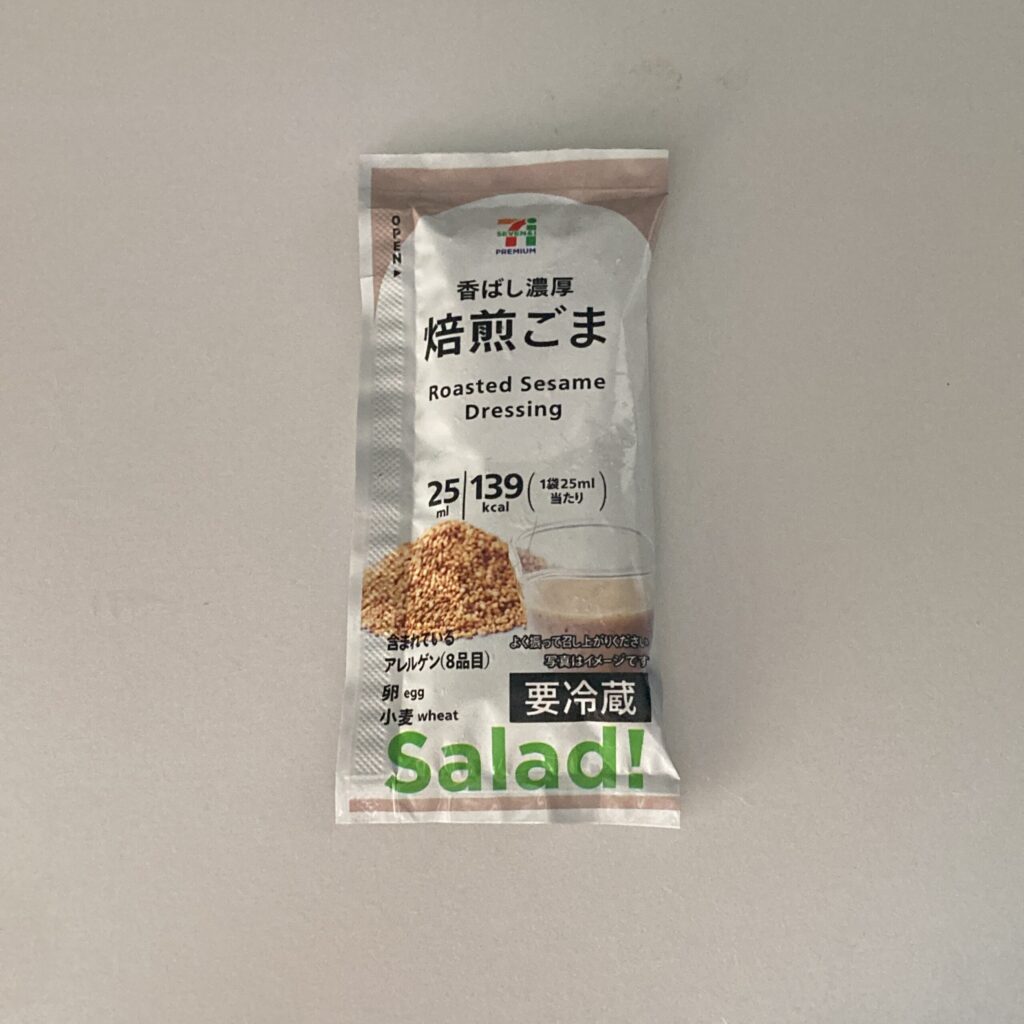 OPEN
SEVEN&i
PREMIUM
香ばし濃厚
焙煎ごま
Roasted Sesame
Dressing
25 ml
139 kcal
(1袋25ml
当たり)
含まれている
アレルゲン(8品目)
卵 egg
小麦 wheat
よく振って召し上がりください
写真はイメージです
要冷蔵
Salad!